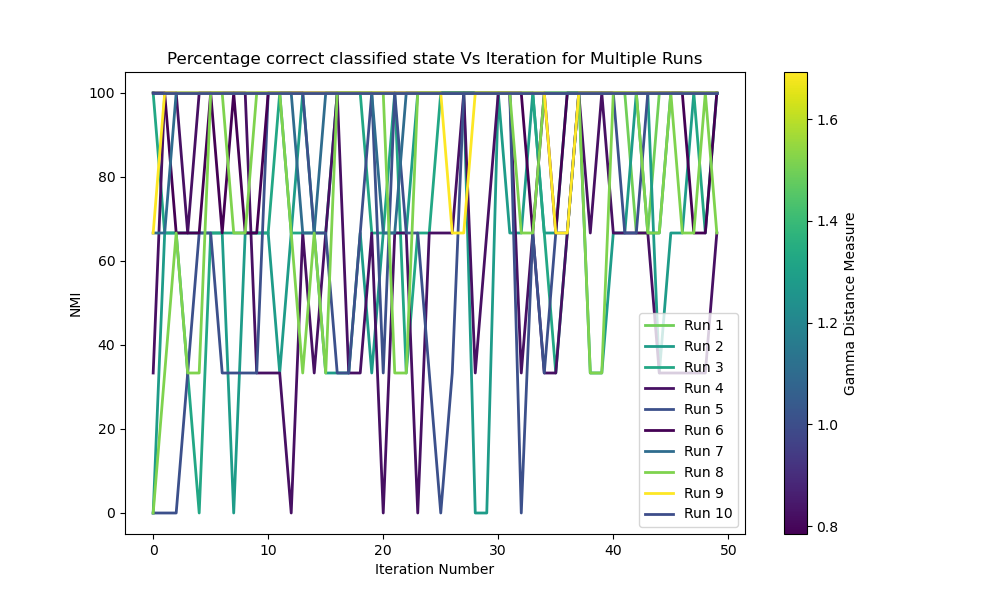 Percentage correct classified state Vs Iteration for Multiple Runs
NMI
100
80
60
40
20
0
0 10 20 30 40 50
Iteration Number
Run 1
Run 2
Run 3
Run 4
Run 5
Run 6
Run 7
Run 8
Run 9
Run 10
1.6
1.4
1.2
1.0
0.8
Gamma Distance Measure